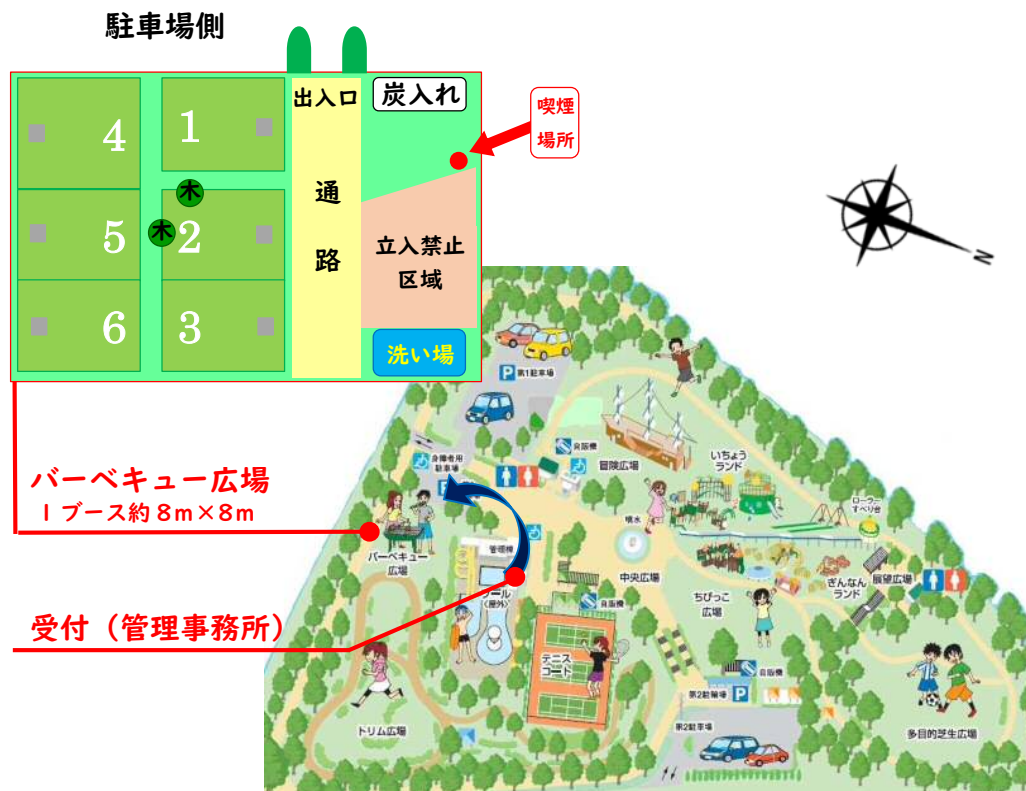 駐車場側
出入口
炭入れ
喫煙
場所
4
1
木
通
路
5
木
2
立入禁止
区域
6
3
洗い場
N
バーベキュー広場
1ブース約8m×8m
受付（管理事務所）
P 第1駐車場
自販機
身障者用
駐車場
P
冒険広場
いちょう
ランド
ローラー
すべり台
噴水
管理棟
バーベキュー
広場
プール
〈屋外〉
中央広場
自販機
ちびっこ
広場
ぎんなん
ランド
展望広場
テニス
コート
自販機
第2駐輪場 P
第2駐車場
トリム広場
多目的芝生広場